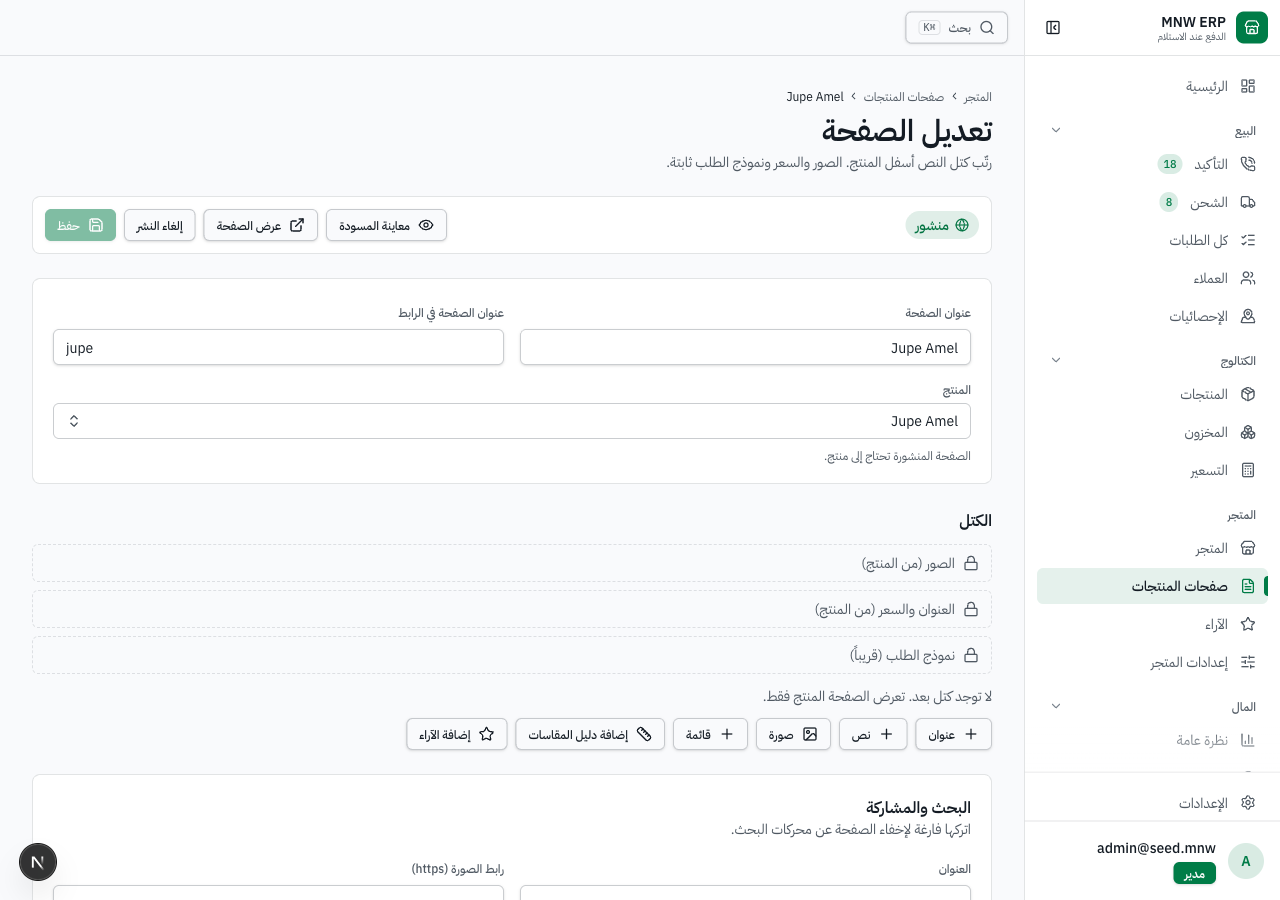 MNW ERP
الدفع عند الاستلام
الرئيسية
البيع
التأكيد 18
الشحن 8
كل الطلبات
العملاء
الإحصائيات
الكتالوج
المنتجات
المخزون
التسعير
المتجر
المتجر
صفحات المنتجات
الآراء
إعدادات المتجر
المال
نظرة عامة
الإعدادات
A
admin@seed.mnw
مدير
بحث ⌘K
المتجر › صفحات المنتجات › Jupe Amel
تعديل الصفحة
رتّب كتل النص أسفل المنتج. الصور والسعر ونموذج الطلب ثابتة.
منشور
معاينة المسودة
عرض الصفحة
إلغاء النشر
حفظ
عنوان الصفحة
Jupe Amel
عنوان الصفحة في الرابط
jupe
المنتج
Jupe Amel
الصفحة المنشورة تحتاج إلى منتج.
الكتل
الصور (من المنتج)
العنوان والسعر (من المنتج)
نموذج الطلب (قريباً)
لا توجد كتل بعد. تعرض الصفحة المنتج فقط.
عنوان
نص
صورة
قائمة
إضافة دليل المقاسات
إضافة الآراء
البحث والمشاركة
اتركها فارغة لإخفاء الصفحة عن محركات البحث.
العنوان
رابط الصورة (https)
N